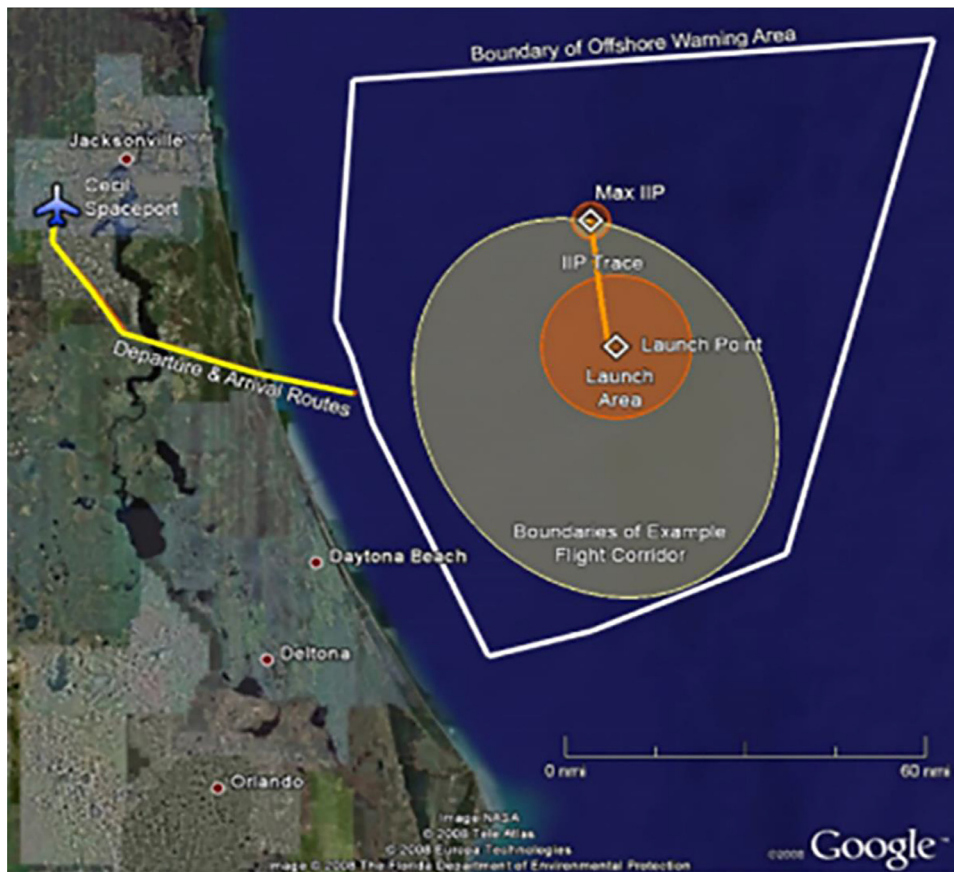 Boundary of Offshore Warning Area
Jacksonville
Cecil
Spaceport
Max IIP
IIP Trace
Launch Point
Launch
Area
Departure & Arrival Routes
Boundaries of Example
Flight Corridor
Daytona Beach
Deltona
Orlando
0 nmi
60 nmi
Image NASA
© 2008 Tele Atlas
© 2008 Europa Technologies
Image © 2008 The Florida Department of Environmental Protection
©2008 Google™